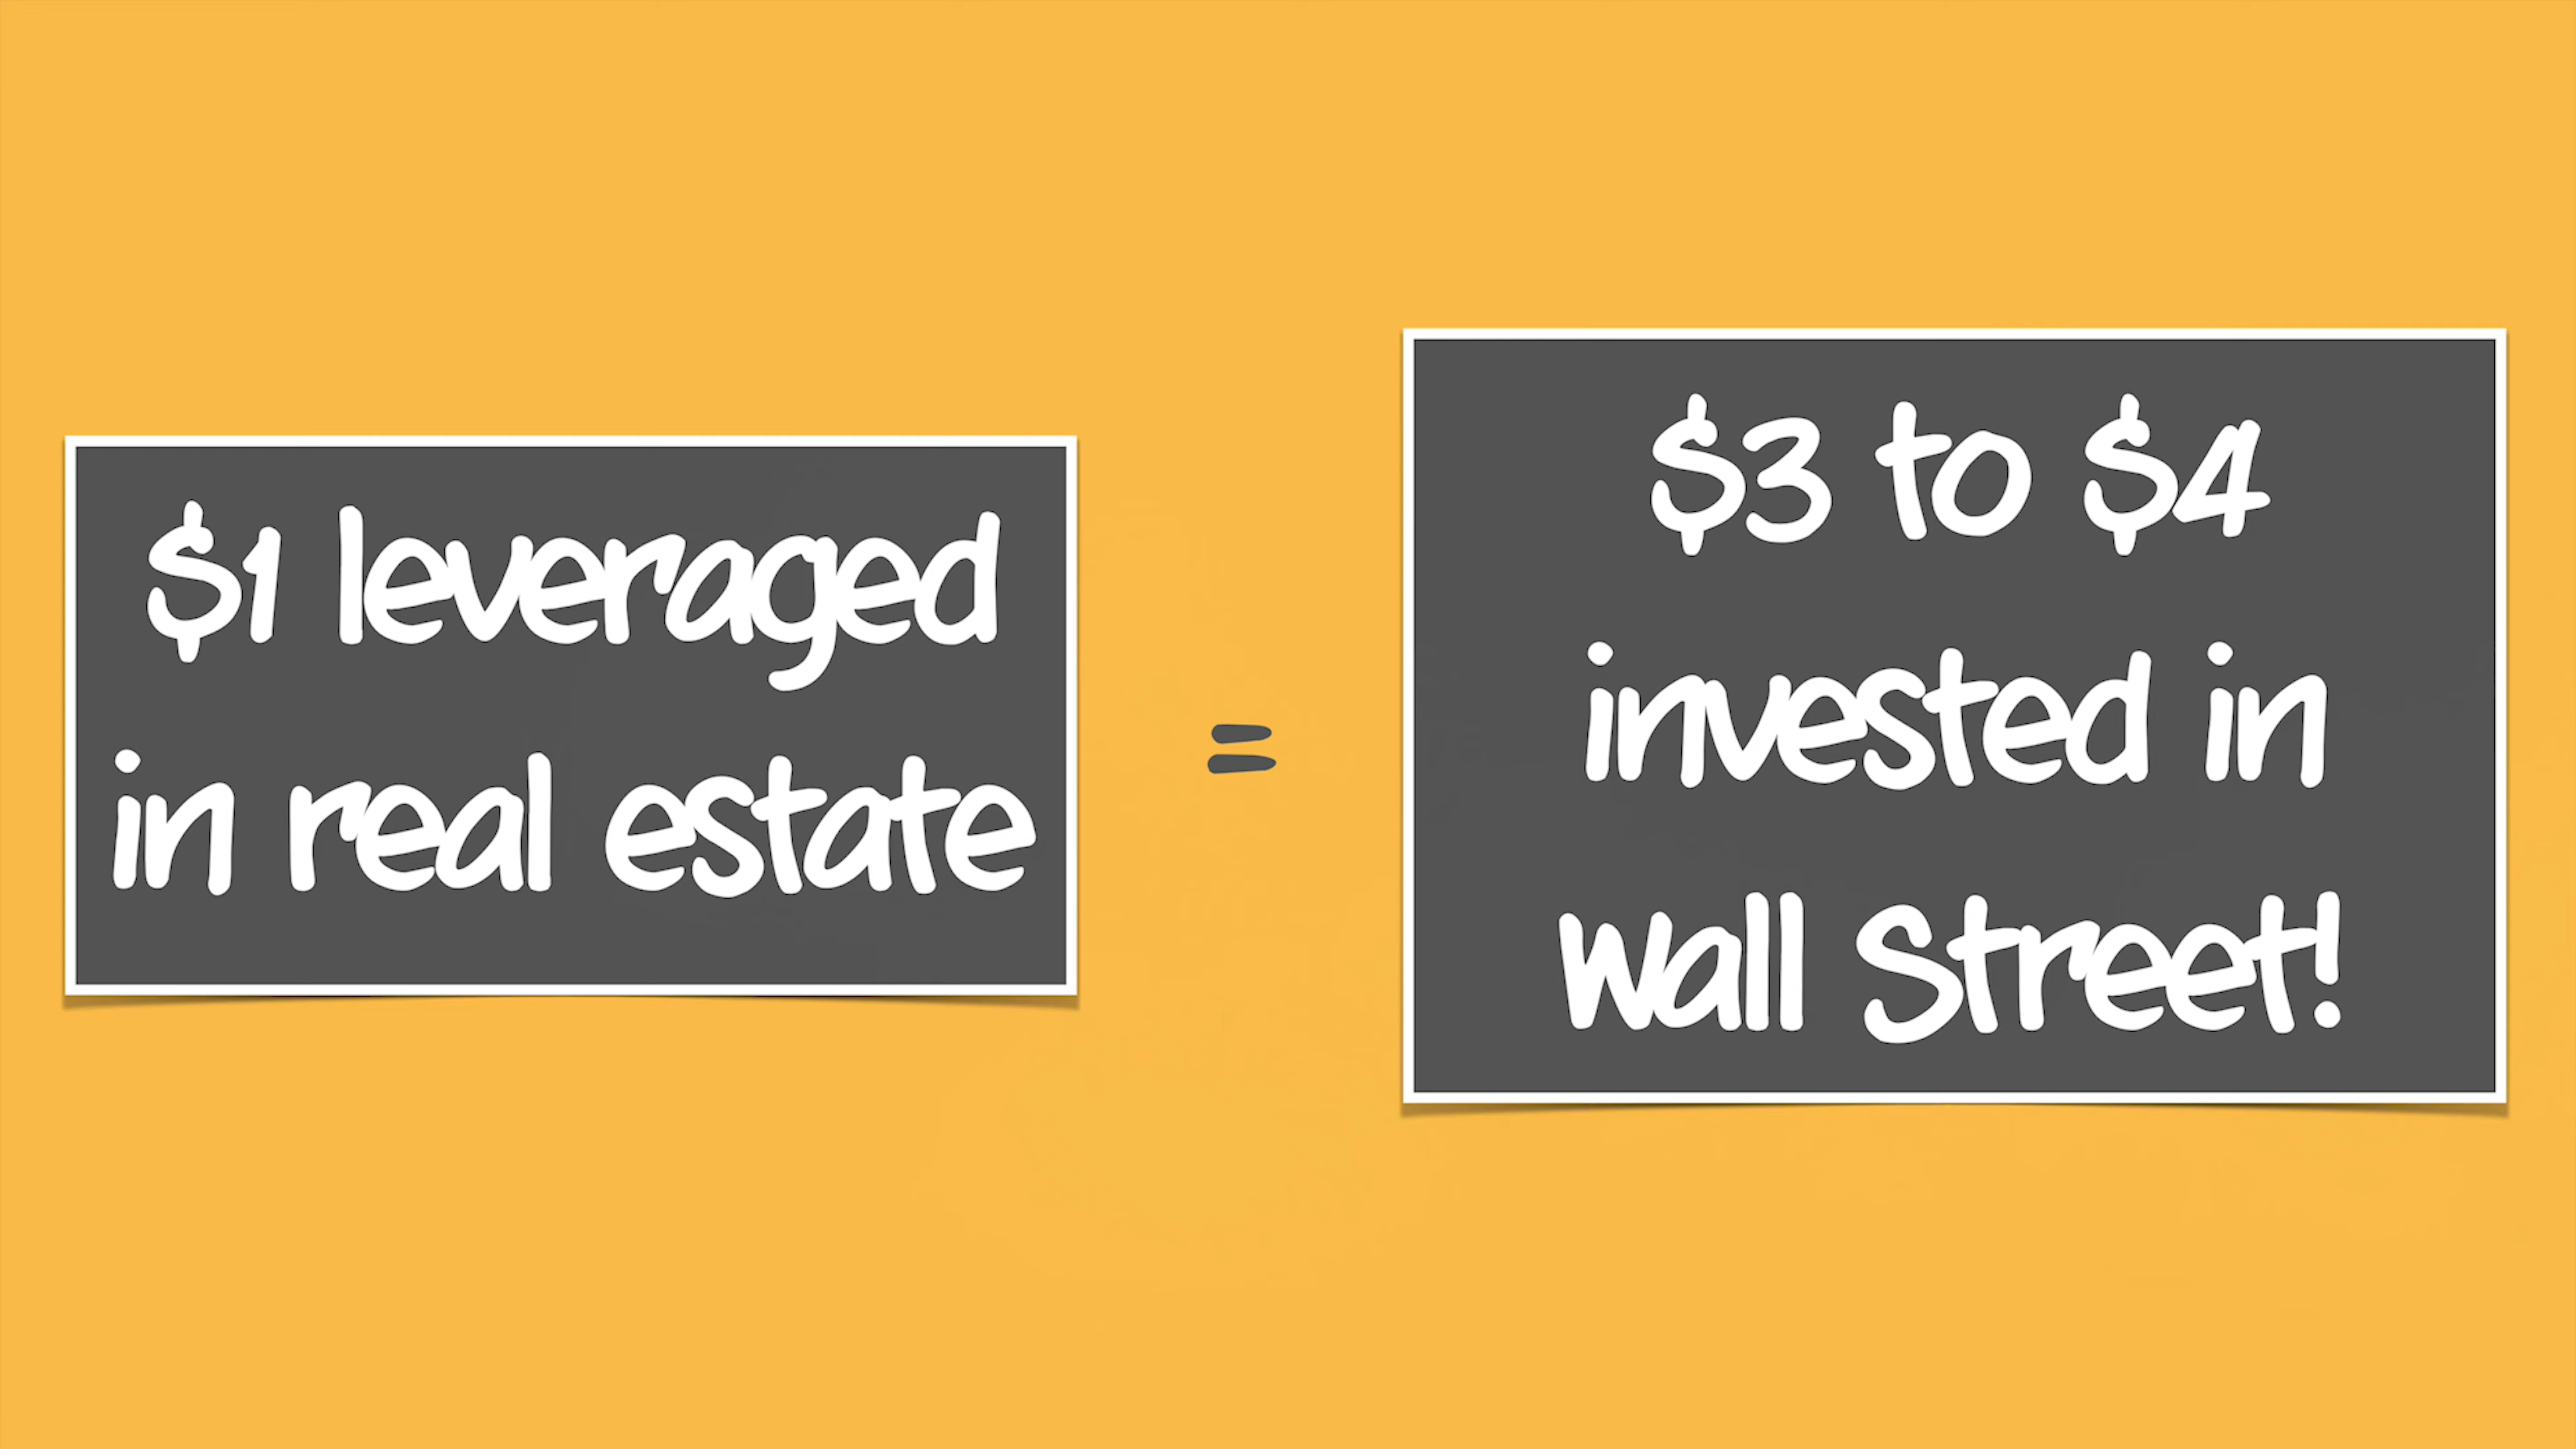 $1 leveraged
in real estate
=
$3 to $4
invested in
Wall Street!